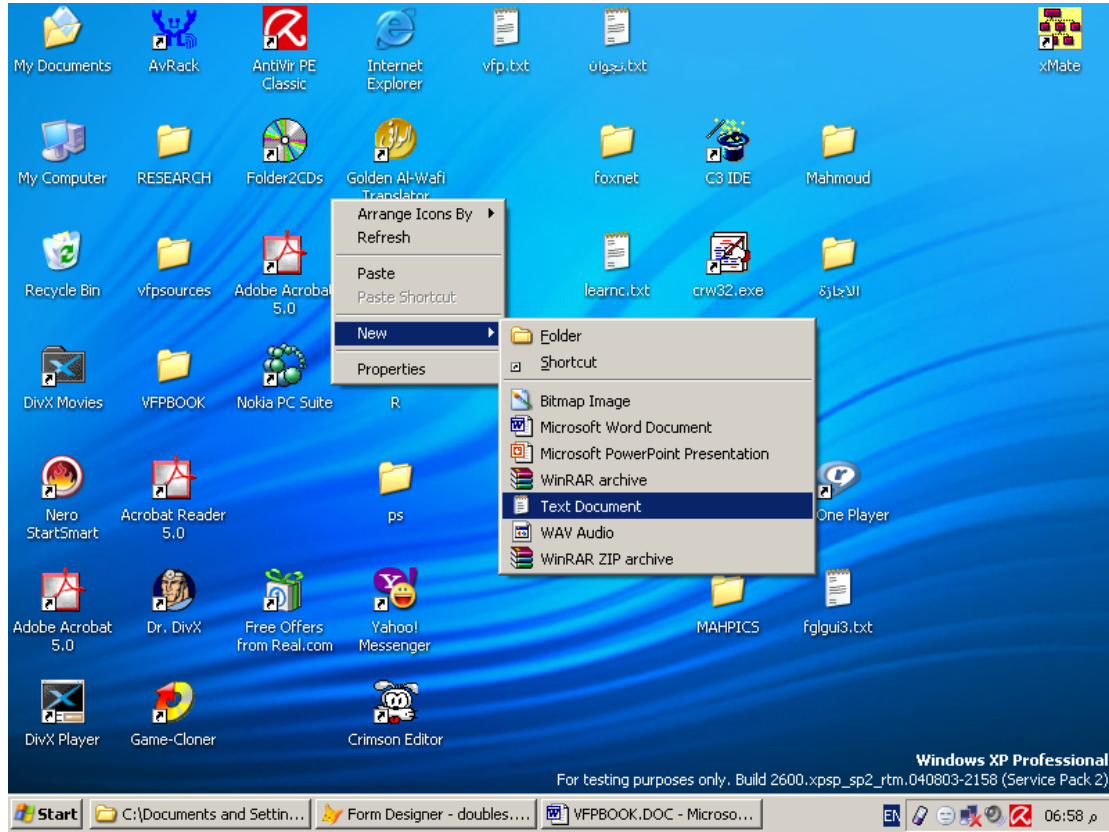 My Documents
AvRack
AntiVir PE
Classic
Internet
Explorer
vfp.txt
نجوان.txt
xMate
My Computer
RESEARCH
Folder2CDs
Golden Al-Wafi
Translator
foxnet
C3 IDE
Mahmoud
Recycle Bin
vfpsources
Adobe Acrobat
5.0
learnc.txt
crw32.exe
الاجازة
DivX Movies
VFPBOOK
Nokia PC Suite
R
Nero
StartSmart
Acrobat Reader
5.0
ps
One Player
Adobe Acrobat
5.0
Dr. DivX
Free Offers
from Real.com
Yahoo!
Messenger
MAHPICS
fglgui3.txt
DivX Player
Game-Cloner
Crimson Editor
Arrange Icons By
Refresh
Paste
Paste Shortcut
New
Properties
Folder
Shortcut
Bitmap Image
Microsoft Word Document
Microsoft PowerPoint Presentation
WinRAR archive
Text Document
WAV Audio
WinRAR ZIP archive
Windows XP Professional
For testing purposes only. Build 2600.xpsp_sp2_rtm.040803-2158 (Service Pack 2)
Start
C:\Documents and Settin...
Form Designer - doubles....
VFPBOOK.DOC - Microso...
EN
06:58 م